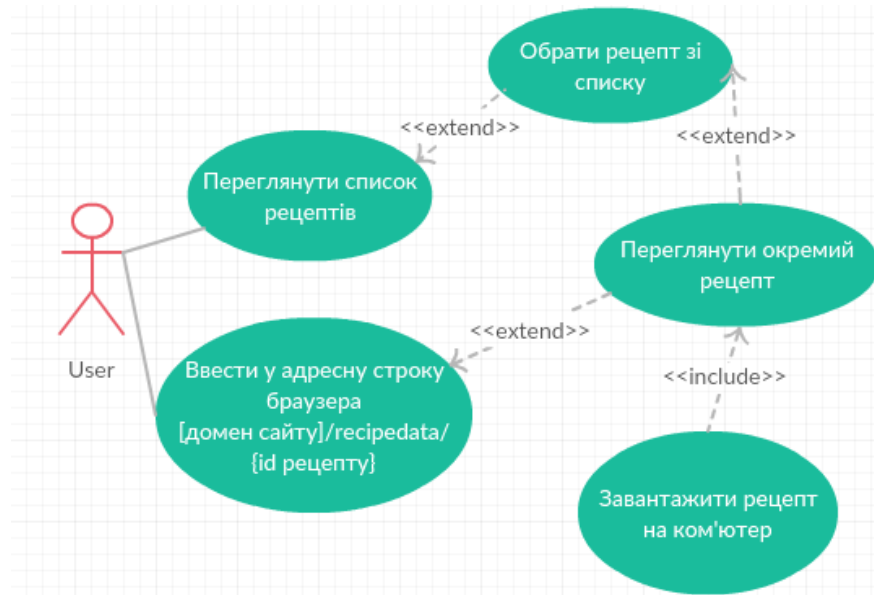 Обрати рецепт зі
списку
<<extend>>
<<extend>>
Переглянути список
рецептів
Переглянути окремий
рецепт
<<extend>>
User
Ввести у адресну строку
браузера
[домен сайту]/recipedata/
{id рецепту}
<<include>>
Завантажити рецепт
на ком'ютер